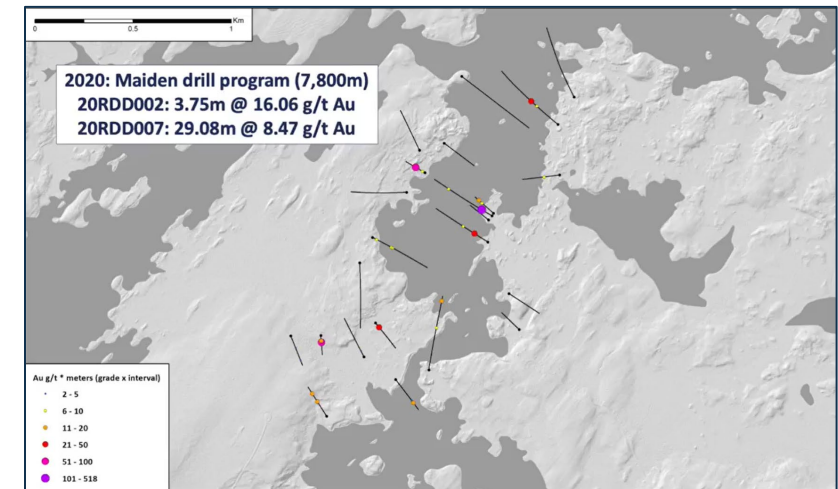 Km
0 0.5 1
2020: Maiden drill program (7,800m)
20RDD002: 3.75m @ 16.06 g/t Au
20RDD007: 29.08m @ 8.47 g/t Au
Au g/t * meters (grade x interval)
2 - 5
6 - 10
11 - 20
21 - 50
51 - 100
101 - 518